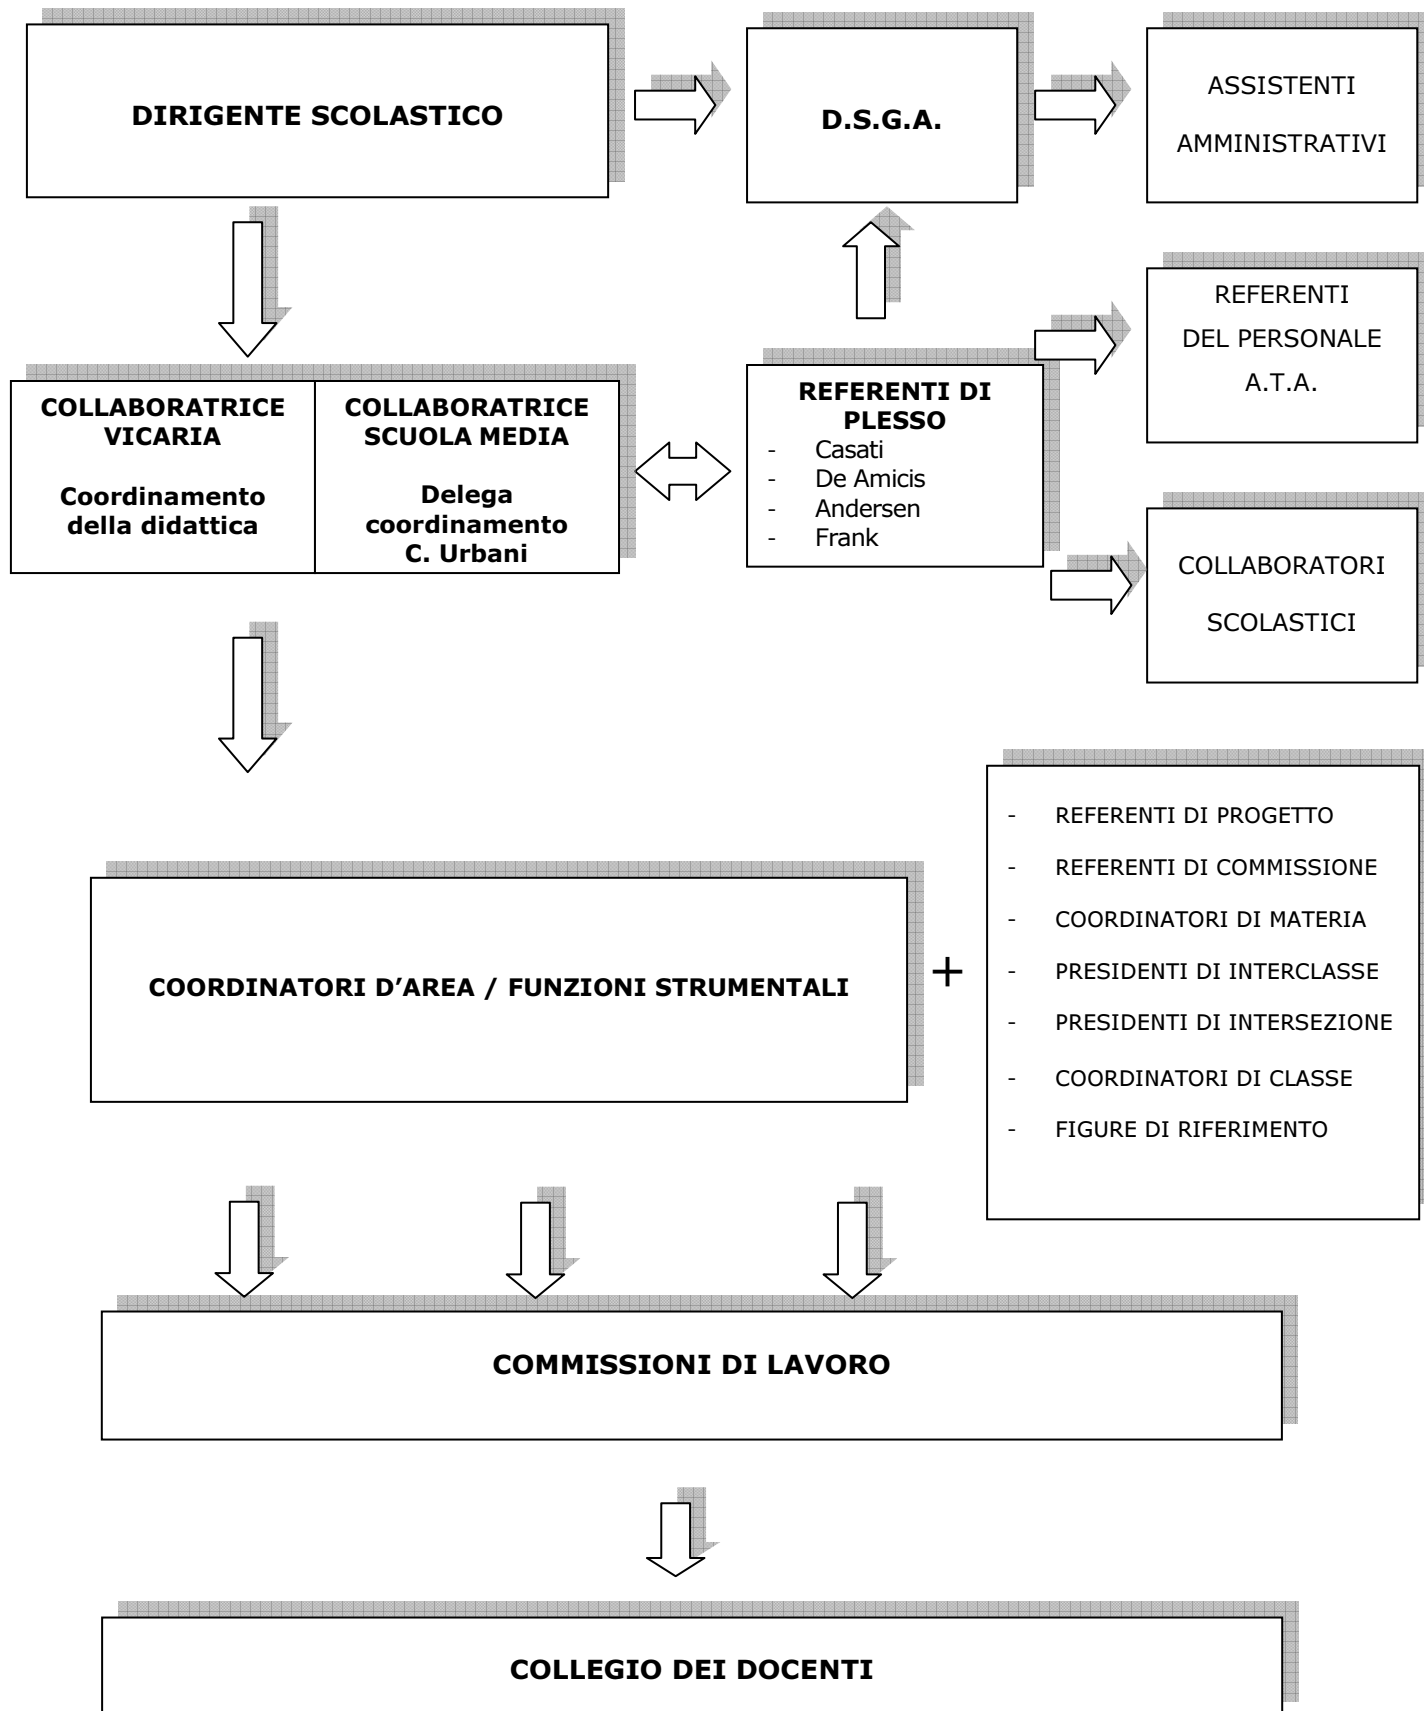 DIRIGENTE SCOLASTICO
D.S.G.A.
ASSISTENTI
AMMINISTRATIVI
REFERENTI
DEL PERSONALE
A.T.A.
COLLABORATRICE
VICARIA
Coordinamento
della didattica
COLLABORATRICE
SCUOLA MEDIA
Delega
coordinamento
C. Urbani
REFERENTI DI
PLESSO
- Casati
- De Amicis
- Andersen
- Frank
COLLABORATORI
SCOLASTICI
COORDINATORI D’AREA / FUNZIONI STRUMENTALI
+
- REFERENTI DI PROGETTO
- REFERENTI DI COMMISSIONE
- COORDINATORI DI MATERIA
- PRESIDENTI DI INTERCLASSE
- PRESIDENTI DI INTERSEZIONE
- COORDINATORI DI CLASSE
- FIGURE DI RIFERIMENTO
COMMISSIONI DI LAVORO
COLLEGIO DEI DOCENTI